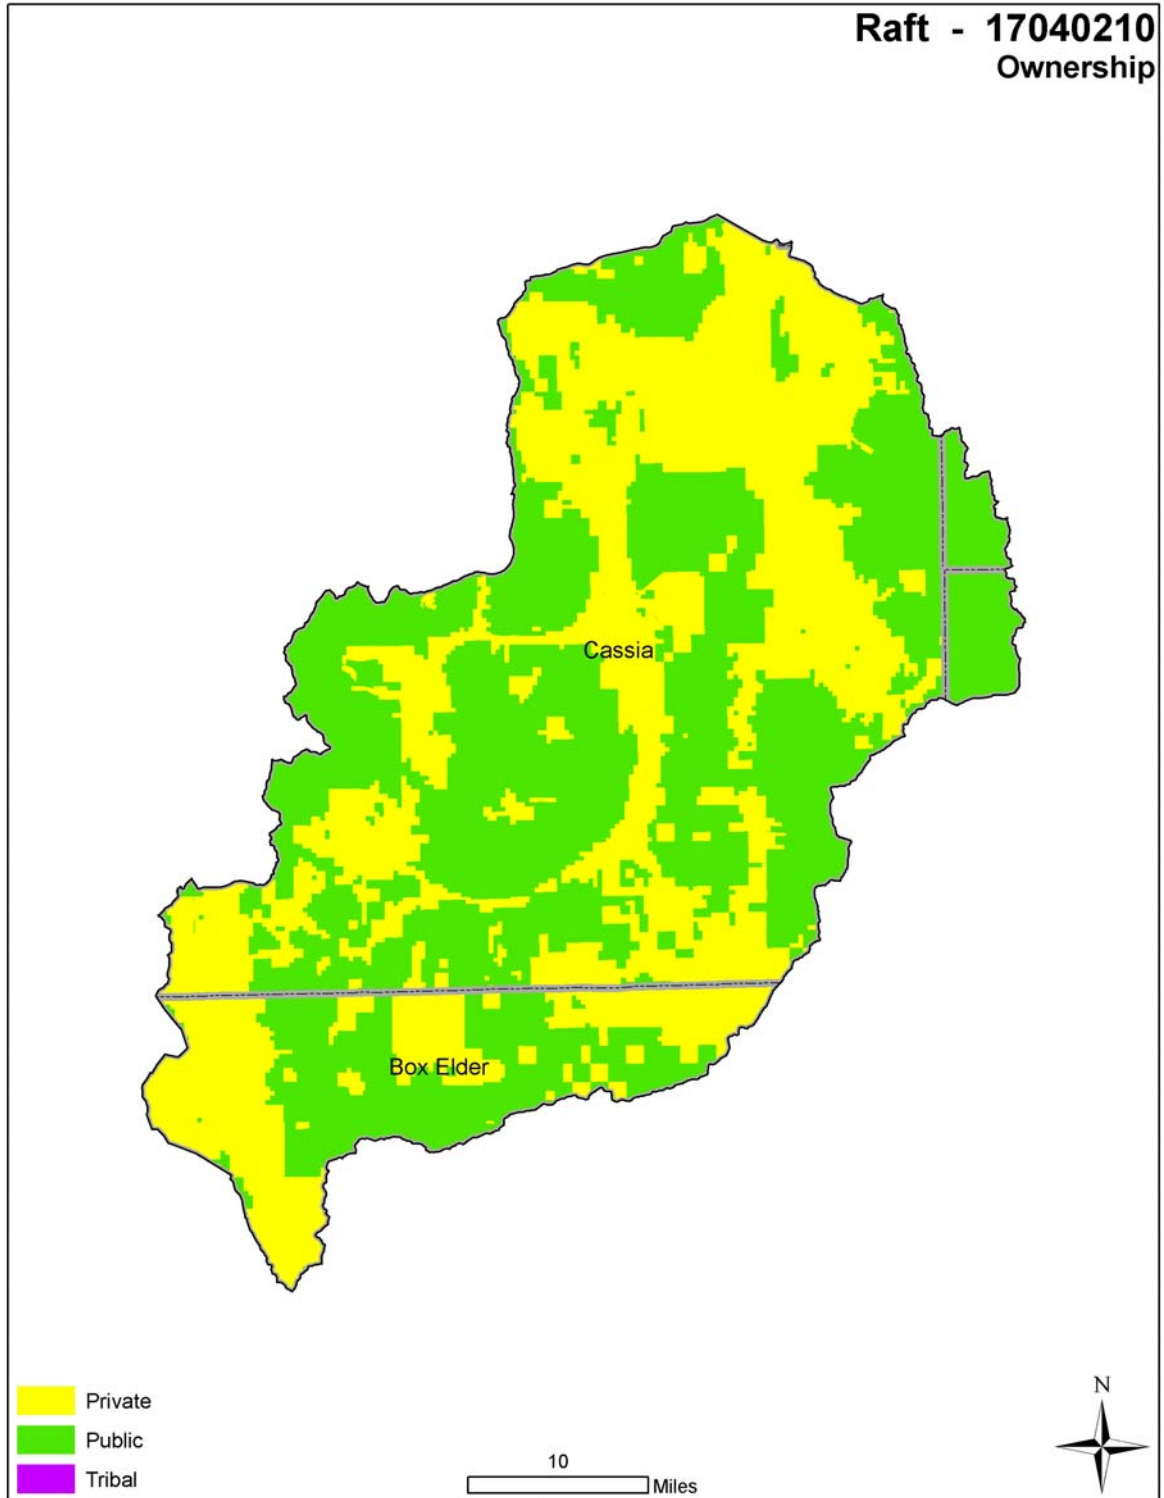 Raft - 17040210
Ownership
Cassia
Box Elder
Private
Public
Tribal
10
Miles
N